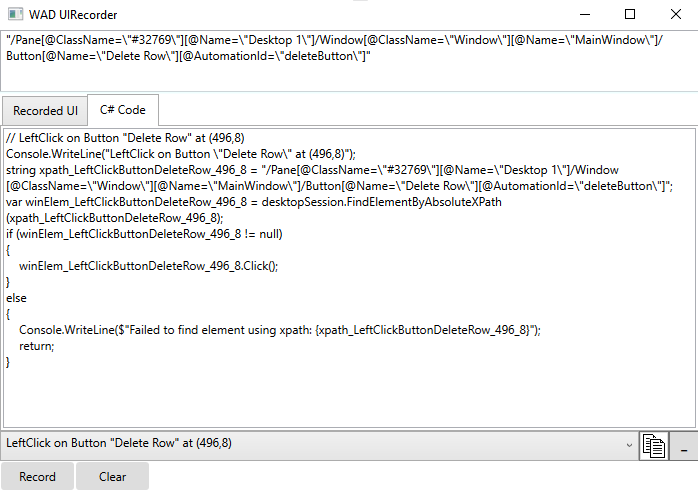 WAD UIRecorder
"/Pane[@ClassName=\"#32769\"][@Name=\"Desktop 1\"]/Window[@ClassName=\"Window\"][@Name=\"MainWindow\"]/
Button[@Name=\"Delete Row\"][@AutomationId=\"deleteButton\"]"
Recorded UI
C# Code
// LeftClick on Button "Delete Row" at (496,8)
Console.WriteLine("LeftClick on Button \"Delete Row\" at (496,8)");
string xpath_LeftClickButtonDeleteRow_496_8 = "/Pane[@ClassName=\"#32769\"][@Name=\"Desktop 1\"]/Window
[@ClassName=\"Window\"][@Name=\"MainWindow\"]/Button[@Name=\"Delete Row\"][@AutomationId=\"deleteButton\"]";
var winElem_LeftClickButtonDeleteRow_496_8 = desktopSession.FindElementByAbsoluteXPath
(xpath_LeftClickButtonDeleteRow_496_8);
if (winElem_LeftClickButtonDeleteRow_496_8 != null)
{
    winElem_LeftClickButtonDeleteRow_496_8.Click();
}
else
{
    Console.WriteLine($"Failed to find element using xpath: {xpath_LeftClickButtonDeleteRow_496_8}");
    return;
}
LeftClick on Button "Delete Row" at (496,8)
Record
Clear